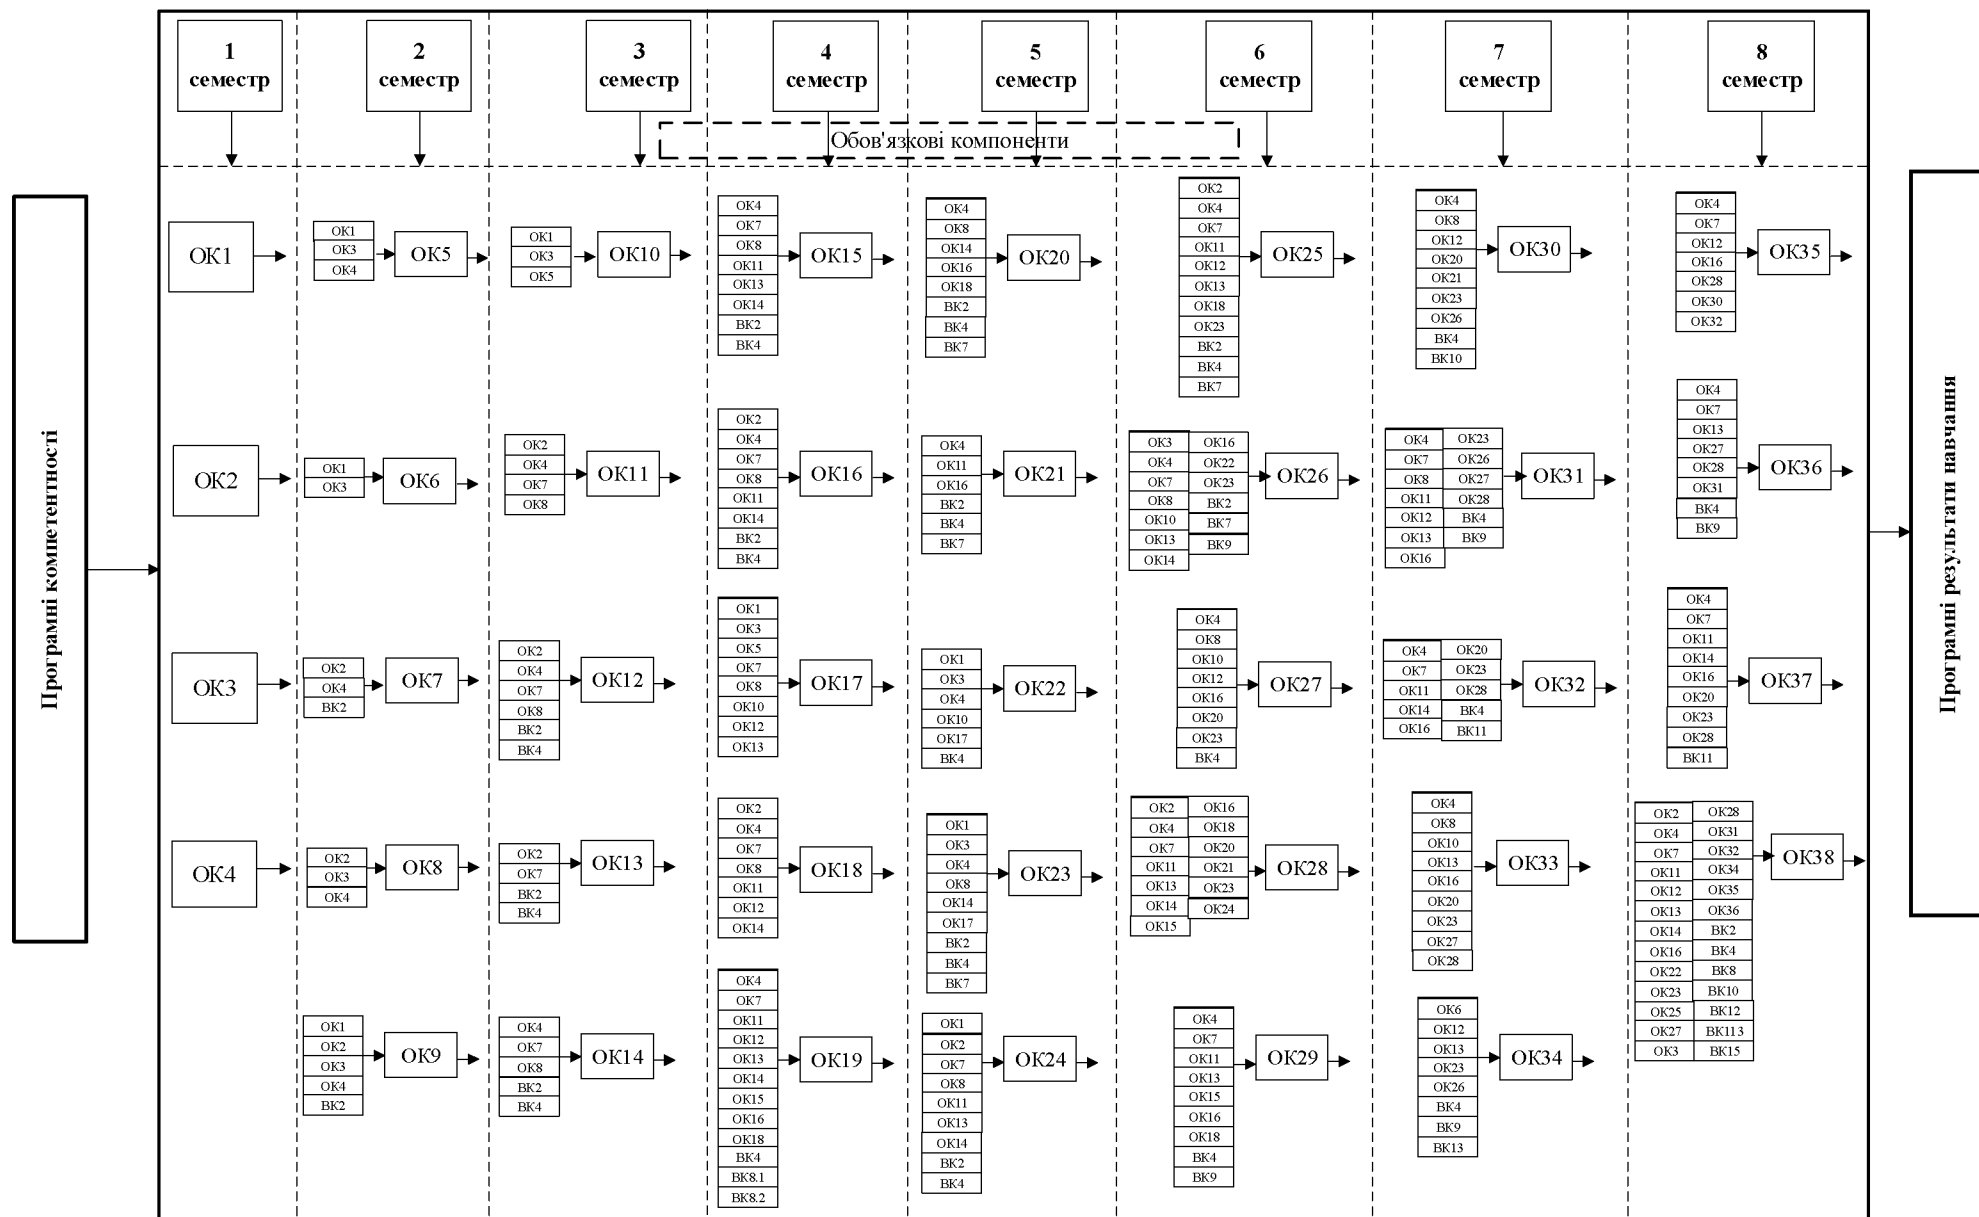 1
семестр
2
семестр
3
семестр
4
семестр
5
семестр
6
семестр
7
семестр
8
семестр
Обов'язкові компоненти
Програмні компетентності
ОК1
ОК2
ОК3
ОК4
ОК1
ОК3
ОК4
ОК5
ОК1
ОК3
ОК6
ОК2
ОК4
ВК2
ОК7
ОК2
ОК3
ОК4
ОК8
ОК1
ОК2
ОК3
ОК4
ВК2
ОК9
ОК1
ОК3
ОК5
ОК10
ОК2
ОК4
ОК7
ОК8
ОК11
ОК2
ОК4
ОК7
ОК8
ВК2
ВК4
ОК12
ОК2
ОК7
ВК2
ВК4
ОК13
ОК4
ОК7
ОК8
ВК2
ВК4
ОК14
ОК4
ОК7
ОК8
ОК11
ОК13
ОК14
ВК2
ВК4
ОК15
ОК2
ОК4
ОК7
ОК8
ОК11
ОК14
ВК2
ВК4
ОК16
ОК1
ОК3
ОК5
ОК7
ОК8
ОК10
ОК12
ОК13
ОК17
ОК2
ОК4
ОК7
ОК8
ОК11
ОК12
ОК14
ОК18
ОК4
ОК7
ОК11
ОК12
ОК13
ОК14
ОК15
ОК16
ОК18
ВК4
ВК8.1
ВК8.2
ОК19
ОК4
ОК8
ОК14
ОК16
ОК18
ВК2
ВК4
ВК7
ОК20
ОК4
ОК11
ОК16
ВК2
ВК4
ВК7
ОК21
ОК1
ОК3
ОК4
ОК10
ОК17
ВК4
ОК22
ОК1
ОК3
ОК4
ОК8
ОК14
ОК17
ВК2
ВК4
ВК7
ОК23
ОК1
ОК2
ОК7
ОК8
ОК11
ОК13
ОК14
ВК2
ВК4
ОК24
ОК2
ОК4
ОК7
ОК11
ОК12
ОК13
ОК18
ОК23
ВК2
ВК4
ВК7
ОК25
ОК3
ОК4
ОК7
ОК8
ОК10
ОК13
ОК14
ОК16
ОК22
ОК23
ВК2
ВК7
ВК9
ОК26
ОК4
ОК8
ОК10
ОК12
ОК16
ОК20
ОК23
ВК4
ОК27
ОК2
ОК4
ОК7
ОК11
ОК13
ОК14
ОК15
ОК16
ОК18
ОК20
ОК21
ОК23
ОК24
ОК28
ОК4
ОК7
ОК11
ОК13
ОК15
ОК16
ОК18
ВК4
ВК9
ОК29
ОК4
ОК8
ОК12
ОК20
ОК21
ОК23
ОК26
ВК4
ВК10
ОК30
ОК4
ОК7
ОК8
ОК11
ОК12
ОК13
ОК16
ОК23
ОК26
ОК27
ОК28
ВК4
ВК9
ОК31
ОК4
ОК7
ОК11
ОК14
ОК16
ОК20
ОК23
ОК28
ВК4
ВК11
ОК32
ОК4
ОК8
ОК10
ОК13
ОК16
ОК20
ОК23
ОК27
ОК28
ОК33
ОК6
ОК12
ОК13
ОК23
ОК26
ВК4
ВК9
ВК13
ОК34
ОК4
ОК7
ОК12
ОК16
ОК28
ОК30
ОК32
ОК35
ОК4
ОК7
ОК13
ОК27
ОК28
ОК31
ВК4
ВК9
ОК36
ОК4
ОК7
ОК11
ОК14
ОК16
ОК20
ОК23
ОК28
ВК11
ОК37
ОК2
ОК4
ОК7
ОК11
ОК12
ОК13
ОК14
ОК16
ОК22
ОК23
ОК25
ОК27
ОК3
ОК28
ОК31
ОК32
ОК34
ОК35
ОК36
ВК2
ВК4
ВК8
ВК10
ВК12
ВК113
ВК15
ОК38
Програмні результати навчання